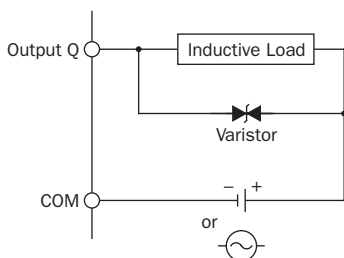 Output Q
Inductive Load
Varistor
COM
− +
or